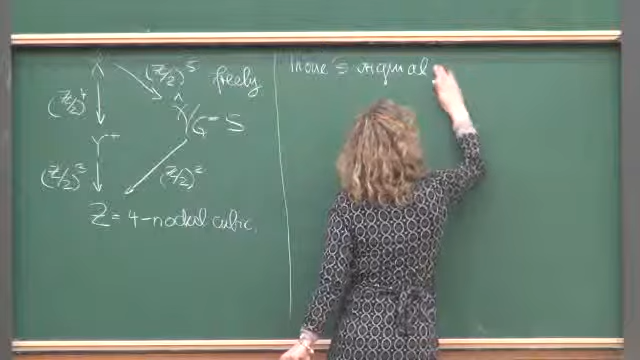 X̂ (Z/2)^5 freely
(Z/2)^4 X̂/G = S
Y
(Z/2)^3 (Z/2)^2
Z = 4-nodal cubic.
Inoue's original